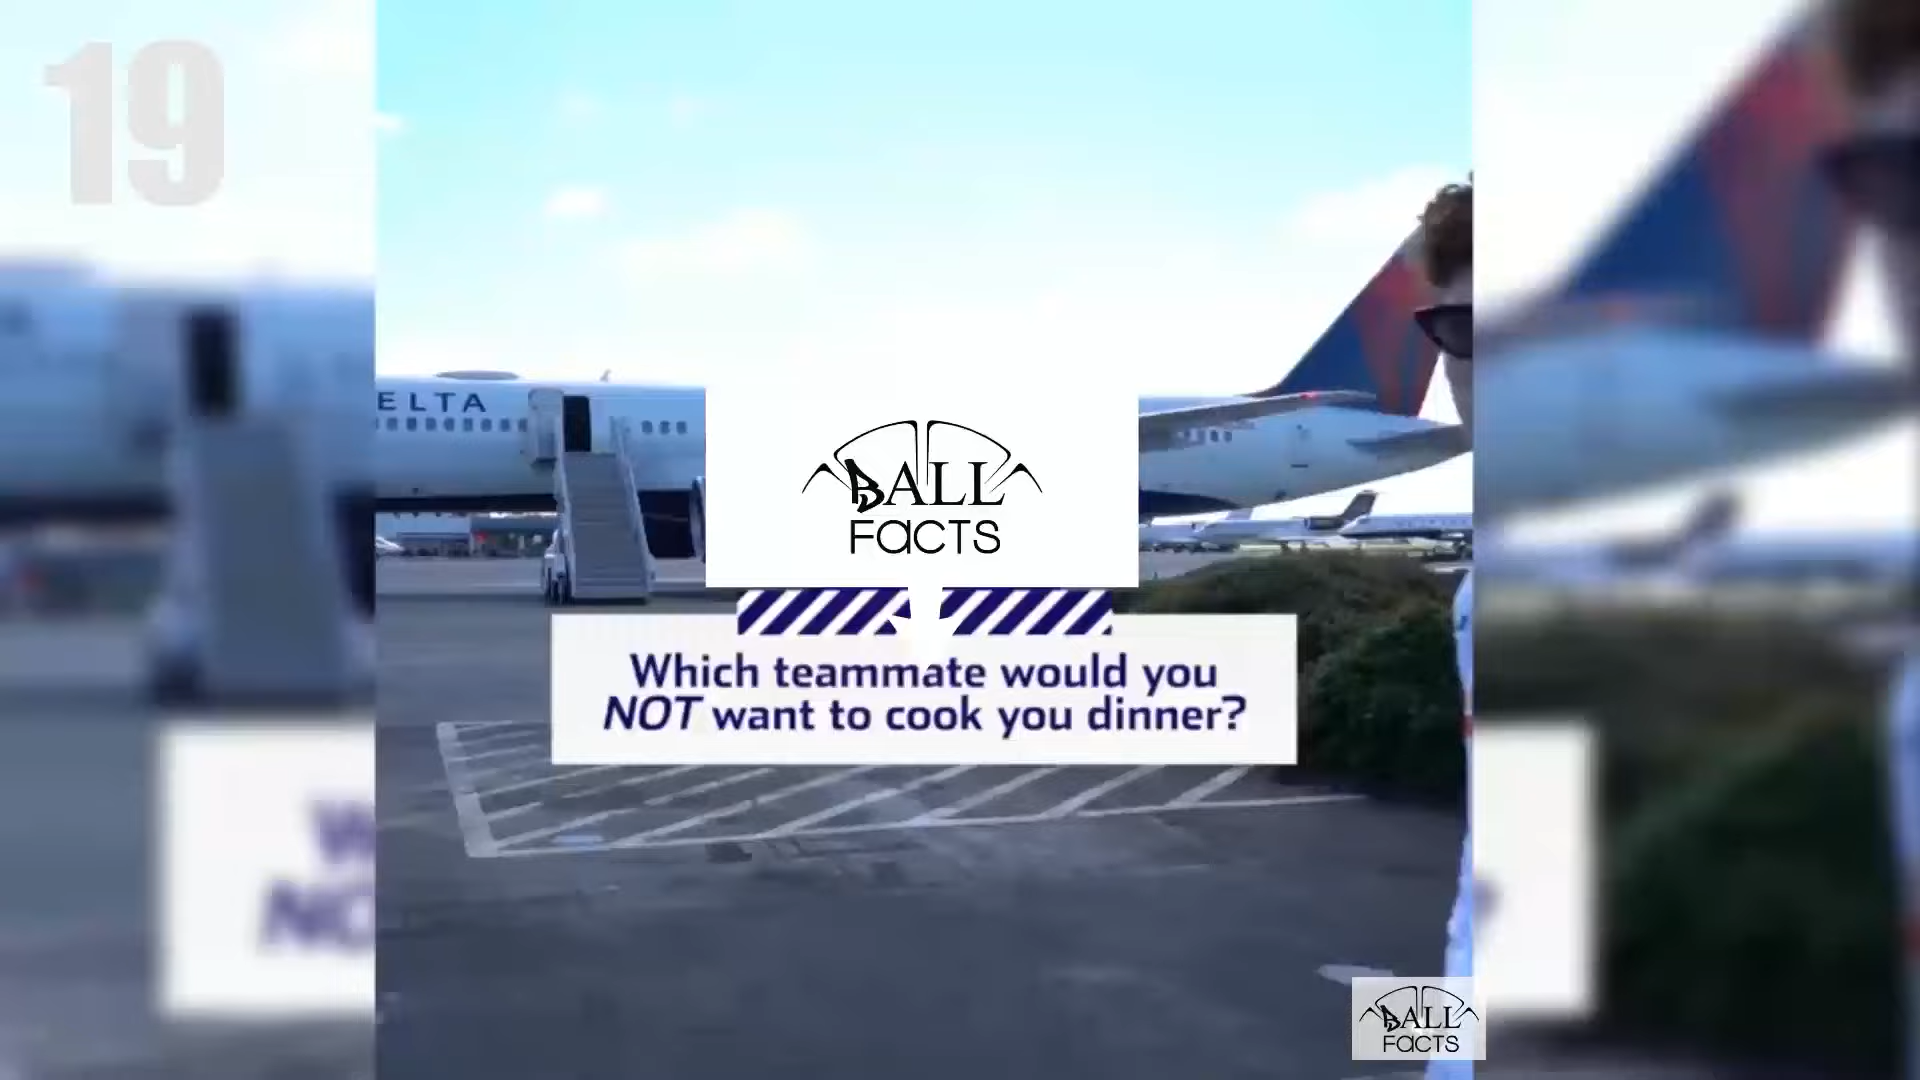 19
ELTA
BALL
FACTS
Which teammate would you
NOT want to cook you dinner?
BALL
FACTS